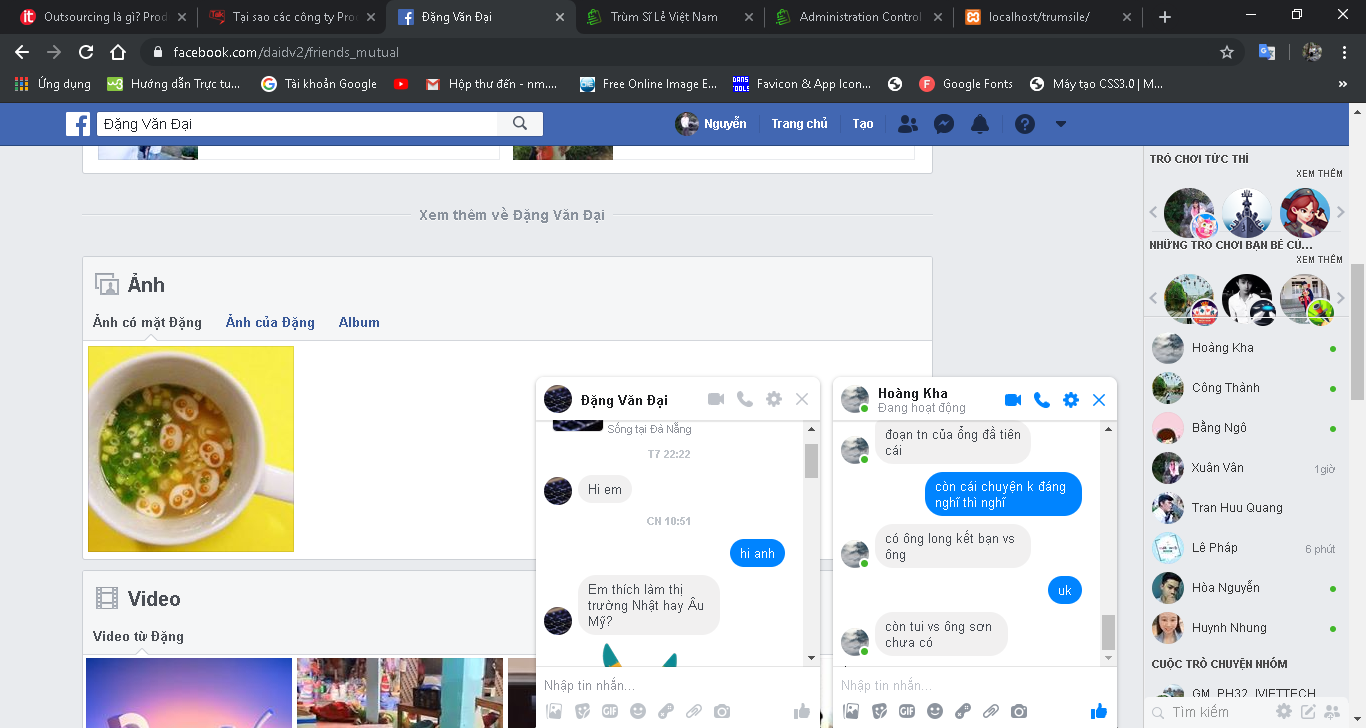 Outsourcing là gì? Prod
Tại sao các công ty Pro
Đặng Văn Đại
Trùm Sĩ Lẻ Việt Nam
Administration Control
localhost/trumsile/
facebook.com/daidv2/friends_mutual
Ứng dụng
Hướng dẫn Trực tu...
Tài khoản Google
Hộp thư đến - nm....
Free Online Image E...
Favicon & App Icon...
Google Fonts
Máy tạo CSS3.0 | M...
Đặng Văn Đại
Nguyễn
Trang chủ
Tạo
Xem thêm về Đặng Văn Đại
Ảnh
Ảnh có mặt Đặng
Ảnh của Đặng
Album
Video
Video từ Đặng
Đặng Văn Đại
Sống tại Đà Nẵng
T7 22:22
Hi em
CN 10:51
hi anh
Em thích làm thị
trường Nhật hay Âu
Mỹ?
Nhập tin nhắn...
GIF
Hoàng Kha
Đang hoạt động
đoạn tn của ổng đầ tiên
cái
còn cái chuyện k đáng
nghĩ thì nghĩ
có ông long kết bạn vs
ông
uk
còn tui vs ông sơn
chưa có
Nhập tin nhắn...
GIF
TRÒ CHƠI TỨC THÌ
XEM THÊM
NHỮNG TRÒ CHƠI BẠN BÈ CỦ...
XEM THÊM
Hoàng Kha
Công Thành
Bằng Ngô
Xuân Vân
1giờ
Tran Huu Quang
Lê Pháp
6 phút
Hòa Nguyễn
Huynh Nhung
CUỘC TRÒ CHUYỆN NHÓM
GM_PH32_IVIETTECH
Tìm kiếm